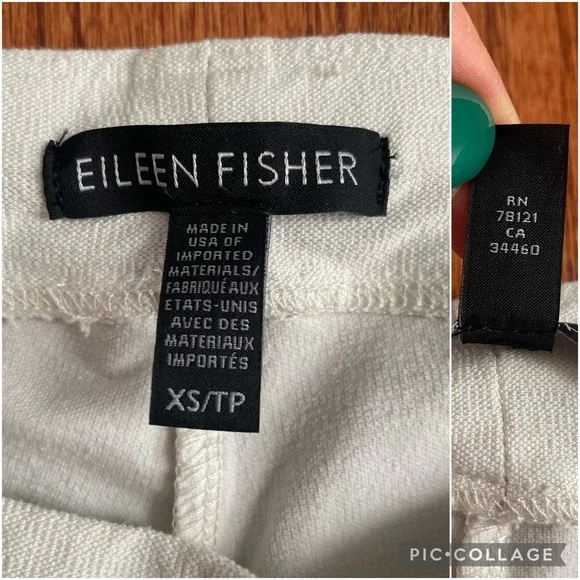 EILEEN FISHER
MADE IN
USA OF
IMPORTED
MATERIALS/
FABRIQUÉ AUX
ETATS-UNIS
AVEC DES
MATERIAUX
IMPORTÉS
XS/TP
RN
78121
CA
34460
PIC•COLLAGE